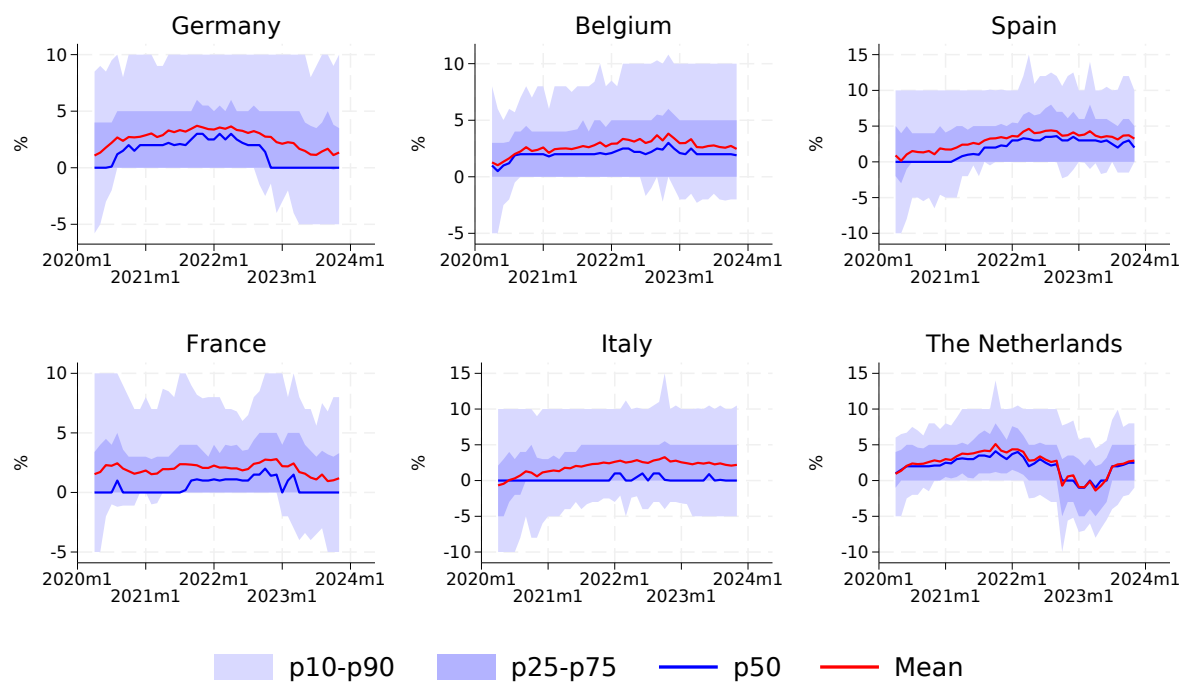 Germany
%
10
5
0
-5
2020m1
2021m1
2022m1
2023m1
2024m1
Belgium
%
10
5
0
-5
2020m1
2021m1
2022m1
2023m1
2024m1
Spain
%
15
10
5
0
-5
-10
2020m1
2021m1
2022m1
2023m1
2024m1
France
%
10
5
0
-5
2020m1
2021m1
2022m1
2023m1
2024m1
Italy
%
15
10
5
0
-5
-10
2020m1
2021m1
2022m1
2023m1
2024m1
The Netherlands
%
15
10
5
0
-5
-10
2020m1
2021m1
2022m1
2023m1
2024m1
p10-p90
p25-p75
p50
Mean